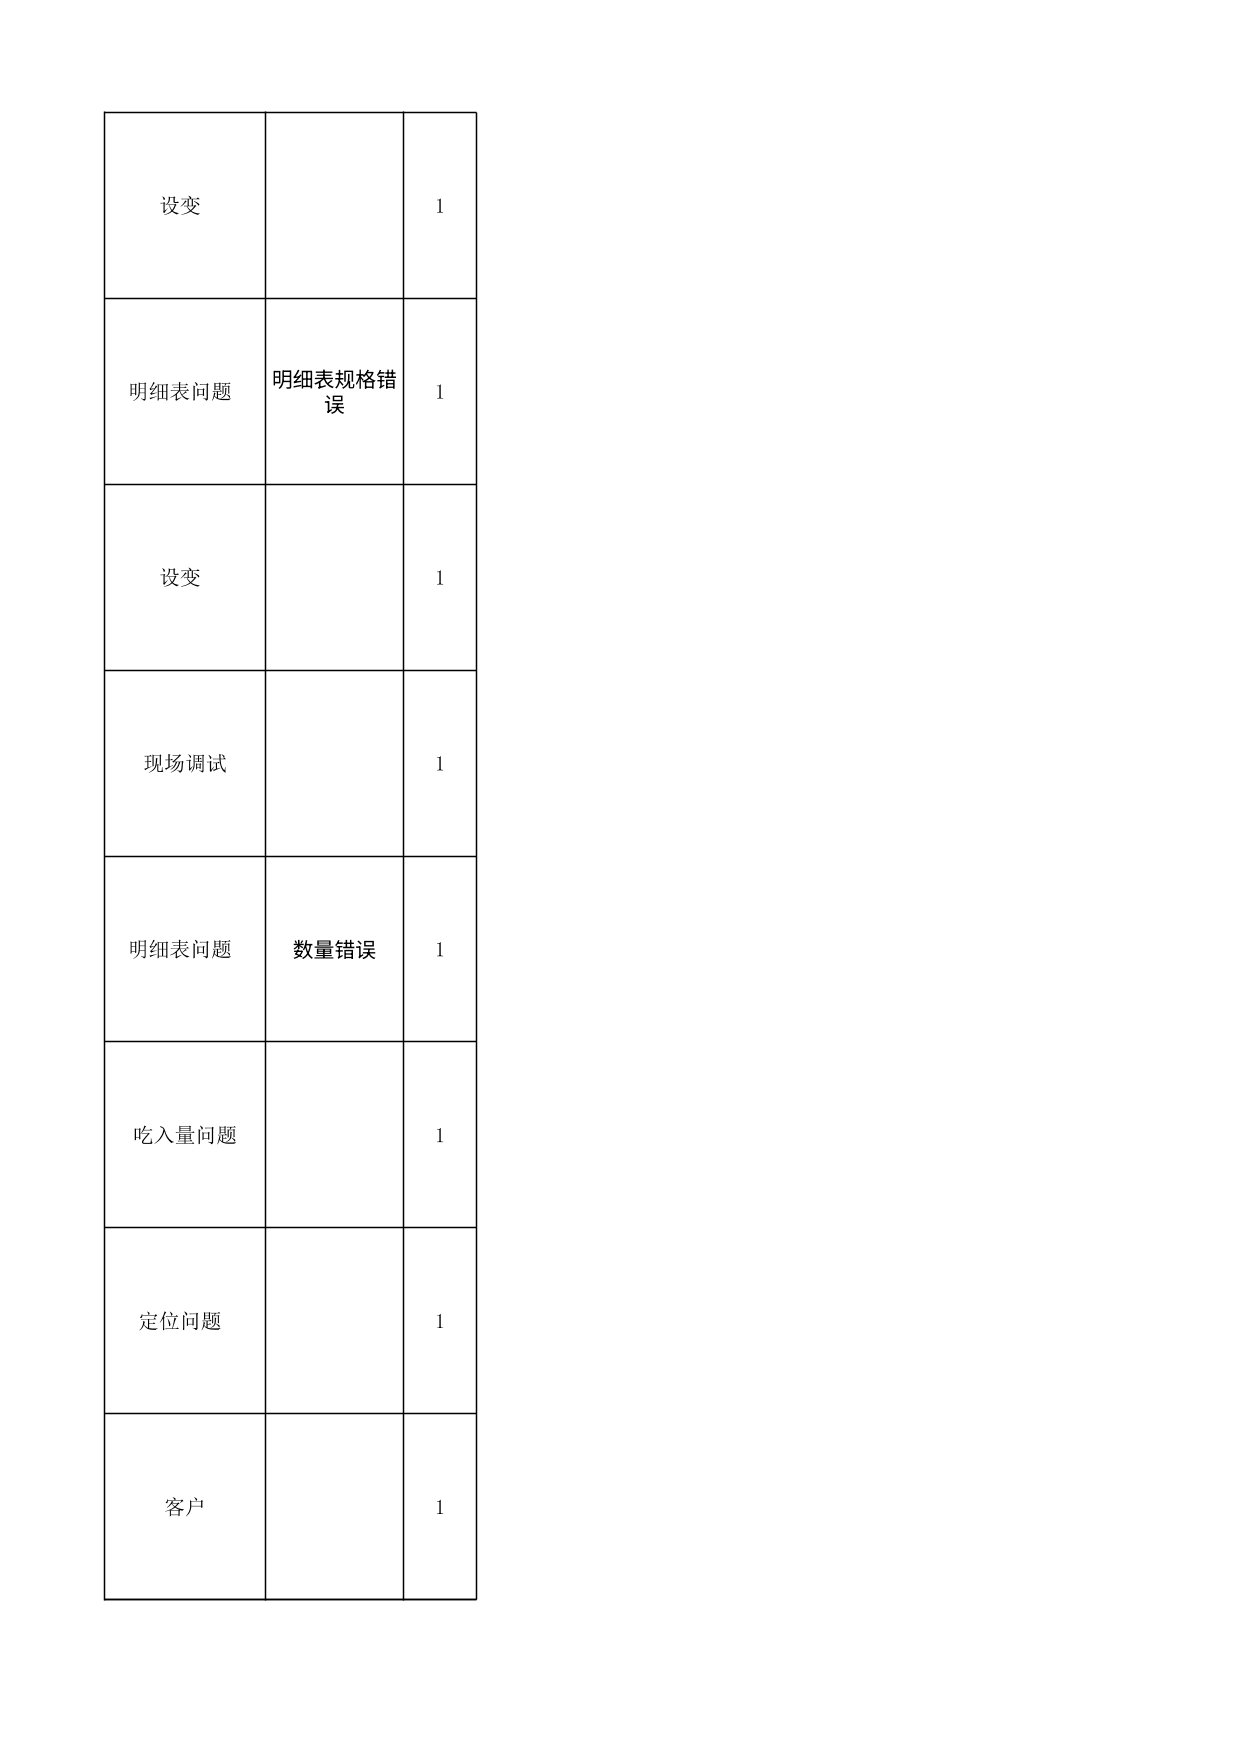 设变 1
明细表问题 明细表规格错 1
误
设变 1
现场调试 1
明细表问题 数量错误 1
吃入量问题 1
定位问题 1
客户 1